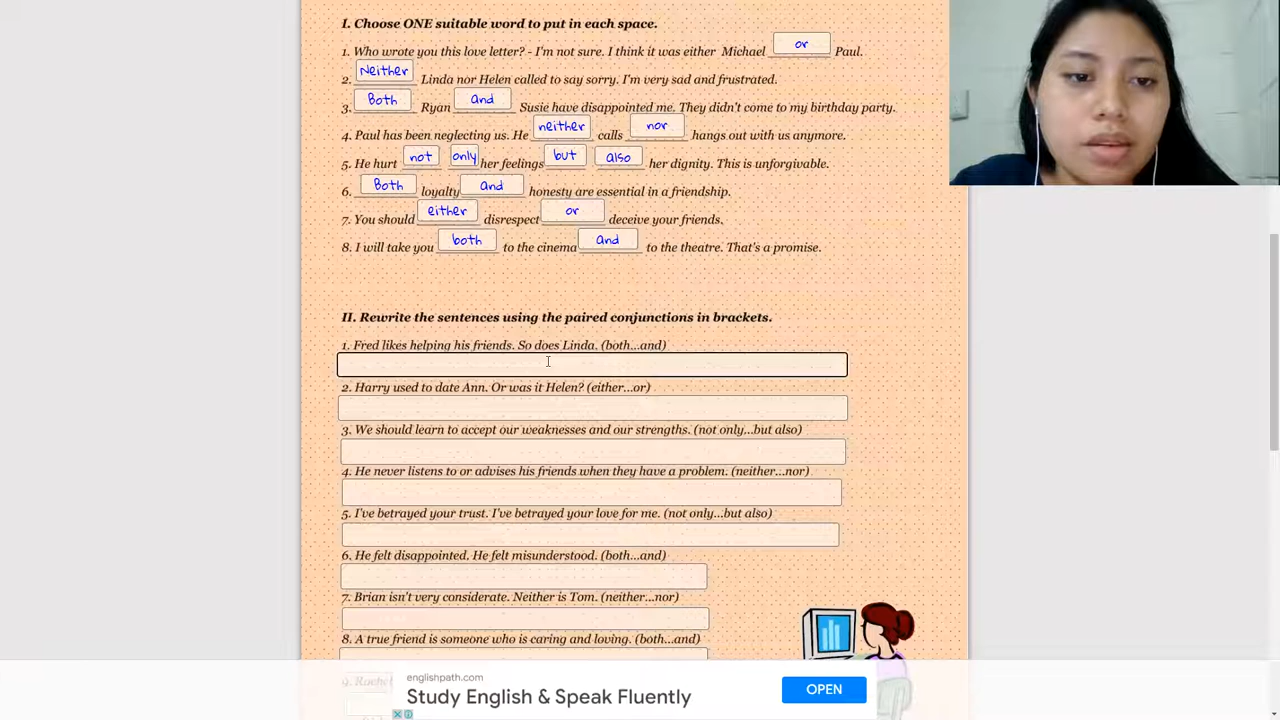 I. Choose ONE suitable word to put in each space.
1. Who wrote you this love letter? - I'm not sure. I think it was either Michael or Paul.
2. Neither Linda nor Helen called to say sorry. I'm very sad and frustrated.
3. Both Ryan and Susie have disappointed me. They didn't come to my birthday party.
4. Paul has been neglecting us. He neither calls nor hangs out with us anymore.
5. He hurt not only her feelings but also her dignity. This is unforgivable.
6. Both loyalty and honesty are essential in a friendship.
7. You should either disrespect or deceive your friends.
8. I will take you both to the cinema and to the theatre. That's a promise.
II. Rewrite the sentences using the paired conjunctions in brackets.
1. Fred likes helping his friends. So does Linda. (both...and)
2. Harry used to date Ann. Or was it Helen? (either...or)
3. We should learn to accept our weaknesses and our strengths. (not only...but also)
4. He never listens to or advises his friends when they have a problem. (neither...nor)
5. I've betrayed your trust. I've betrayed your love for me. (not only...but also)
6. He felt disappointed. He felt misunderstood. (both...and)
7. Brian isn't very considerate. Neither is Tom. (neither...nor)
8. A true friend is someone who is caring and loving. (both...and)
9. Rachel
englishpath.com
Study English & Speak Fluently
OPEN